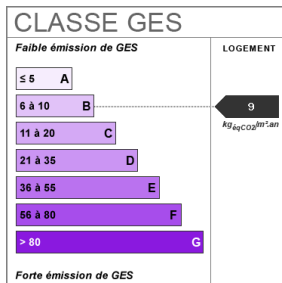 CLASSE GES
Faible émission de GES
LOGEMENT
≤ 5 A
6 à 10 B
9
kgéqCO2/m².an
11 à 20 C
21 à 35 D
36 à 55 E
56 à 80 F
> 80 G
Forte émission de GES